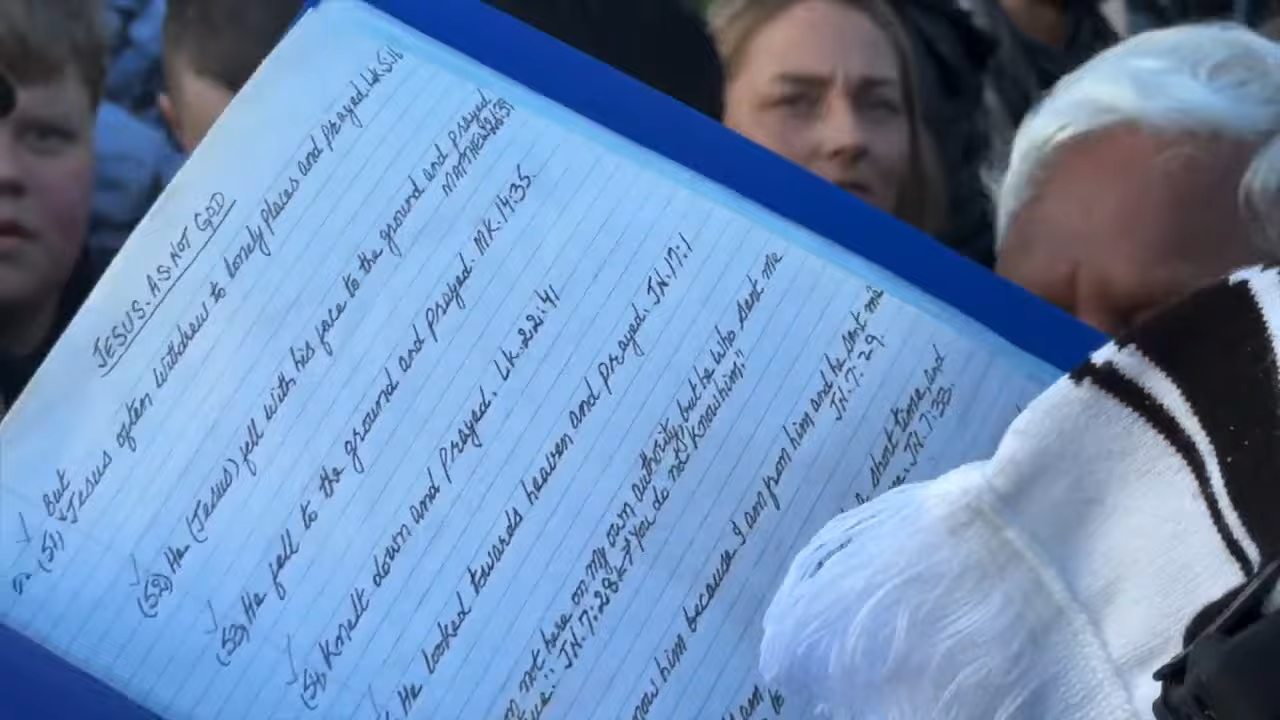 JESUS. AS. NOT GOD
But
(51), Jesus often withdrew to lonely places and prayed. LK 5:16
(52) He (Jesus) fell with his face to the ground and prayed
MATTHEW 26:39
(53), He fell to the ground and prayed. MK. 14:35
(54, Knelt down and prayed. LK. 22:41
He looked towards heaven and prayed. JN. 17:1
not here on my own authority, but he who sent me
JN. 7:28 You do not know him"
now him because I am from him and he sent me
JN. 7:29.
a short time, and
JN. 7:33.
am